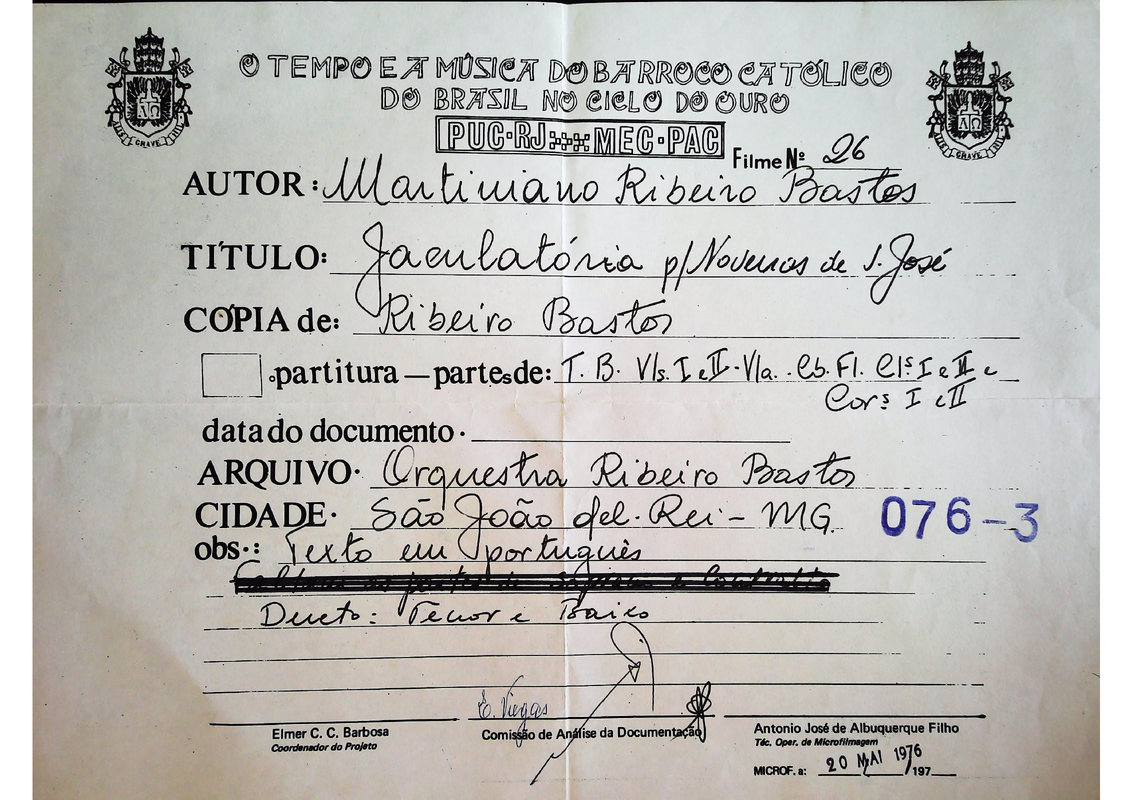 O TEMPO E A MÚSICA DO BARROCO CATÓLICO
DO BRASIL NO CICLO DO OURO
PUC·RJ MEC·PAC
Filme Nº 26
AUTOR: Martiniano Ribeiro Bastos
TÍTULO: Jaculatória p/Novenas de S. José
CÓPIA de: Ribeiro Bastos
partitura — partes de: T. B. Vls. I e II · Vla. Cb. Fl. Cls I e II e
Cors I e II
data do documento ·
ARQUIVO · Orquestra Ribeiro Bastos
CIDADE · São João del-Rei - MG.
076-3
obs.: Texto em português
Dueto: Tenor e Baixo
E. Viegas
Elmer C. C. Barbosa
Coordenador do Projeto
Comissão de Análise da Documentação
Antonio José de Albuquerque Filho
Téc. Oper. de Microfilmagem
MICROF. a: 20 MAI 1976 /197